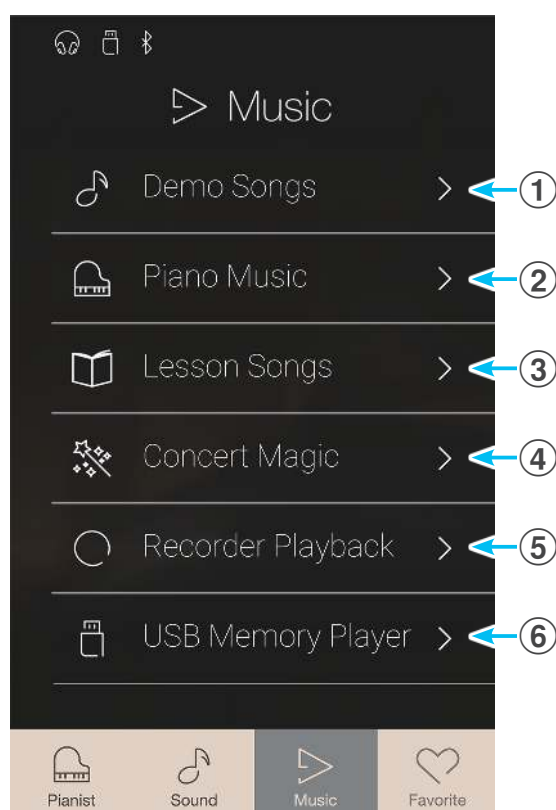 Music
Demo Songs
1
Piano Music
2
Lesson Songs
3
Concert Magic
4
Recorder Playback
5
USB Memory Player
6
Pianist Sound Music Favorite